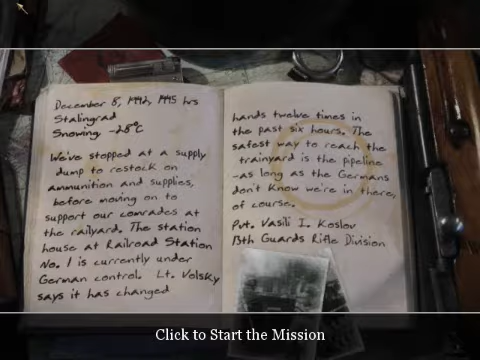 December 8, 1942, 1445 hrs
Stalingrad
Snowing, -28°C
We've stopped at a supply
dump to restock on
ammunition and supplies,
before moving on to
support our comrades at
the railyard. The station
house at Railroad Station
No. 1 is currently under
German control. Lt. Volsky
says it has changed
hands twelve times in
the past six hours. The
safest way to reach the
trainyard is the pipeline
-as long as the Germans
don't know we're in there,
of course.
Pvt. Vasili I. Koslov
13th Guards Rifle Division
Click to Start the Mission